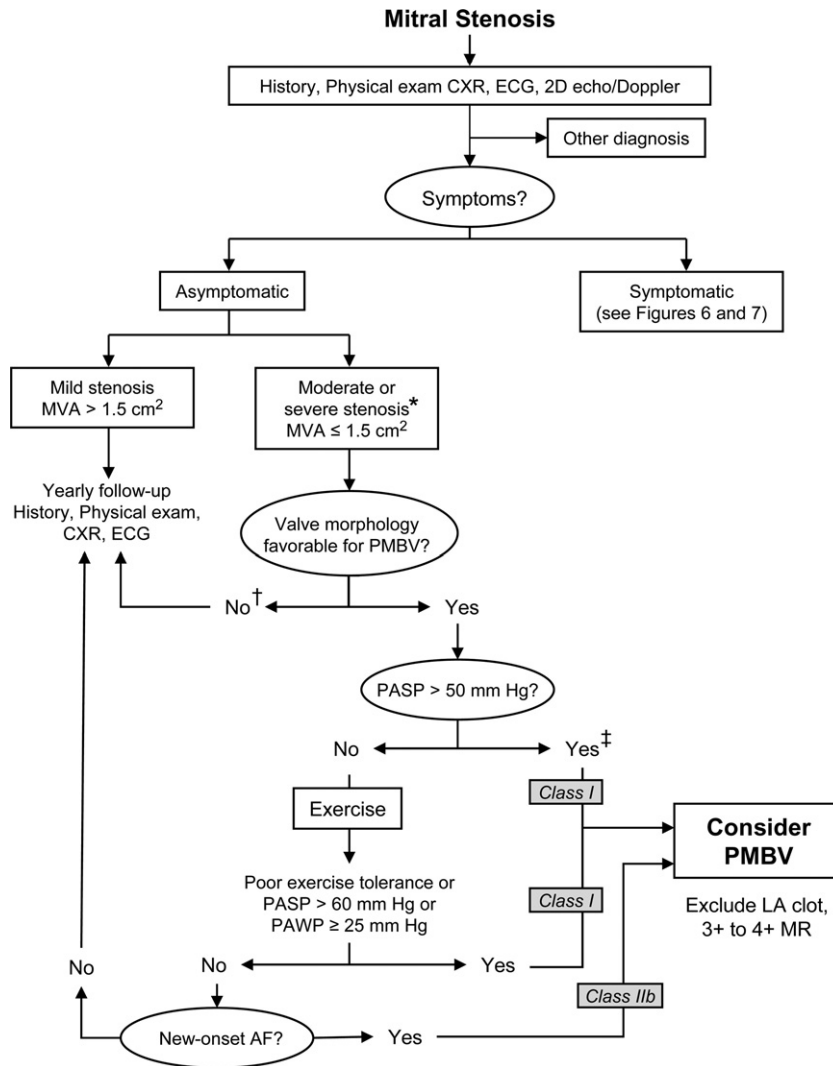 Mitral Stenosis
History, Physical exam CXR, ECG, 2D echo/Doppler
Other diagnosis
Symptoms?
Asymptomatic
Symptomatic
(see Figures 6 and 7)
Mild stenosis
MVA > 1.5 cm²
Moderate or
severe stenosis*
MVA ≤ 1.5 cm²
Yearly follow-up
History, Physical exam,
CXR, ECG
Valve morphology
favorable for PMBV?
No†
Yes
PASP > 50 mm Hg?
No
Yes‡
Class I
Exercise
Consider
PMBV
Poor exercise tolerance or
PASP > 60 mm Hg or
PAWP ≥ 25 mm Hg
Class I
Exclude LA clot,
3+ to 4+ MR
No
No
Yes
Class IIb
New-onset AF?
Yes